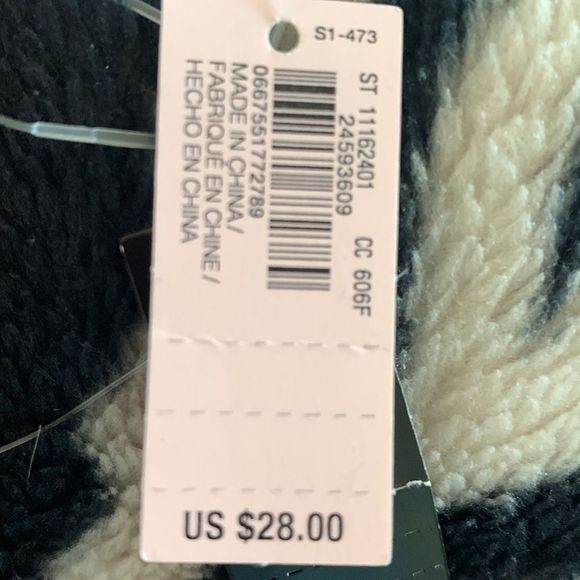 S1-473
ST 11162401
24593609 CC 606F
0667551772789
MADE IN CHINA/
FABRIQUÉ EN CHINE /
HECHO EN CHINA
US $28.00